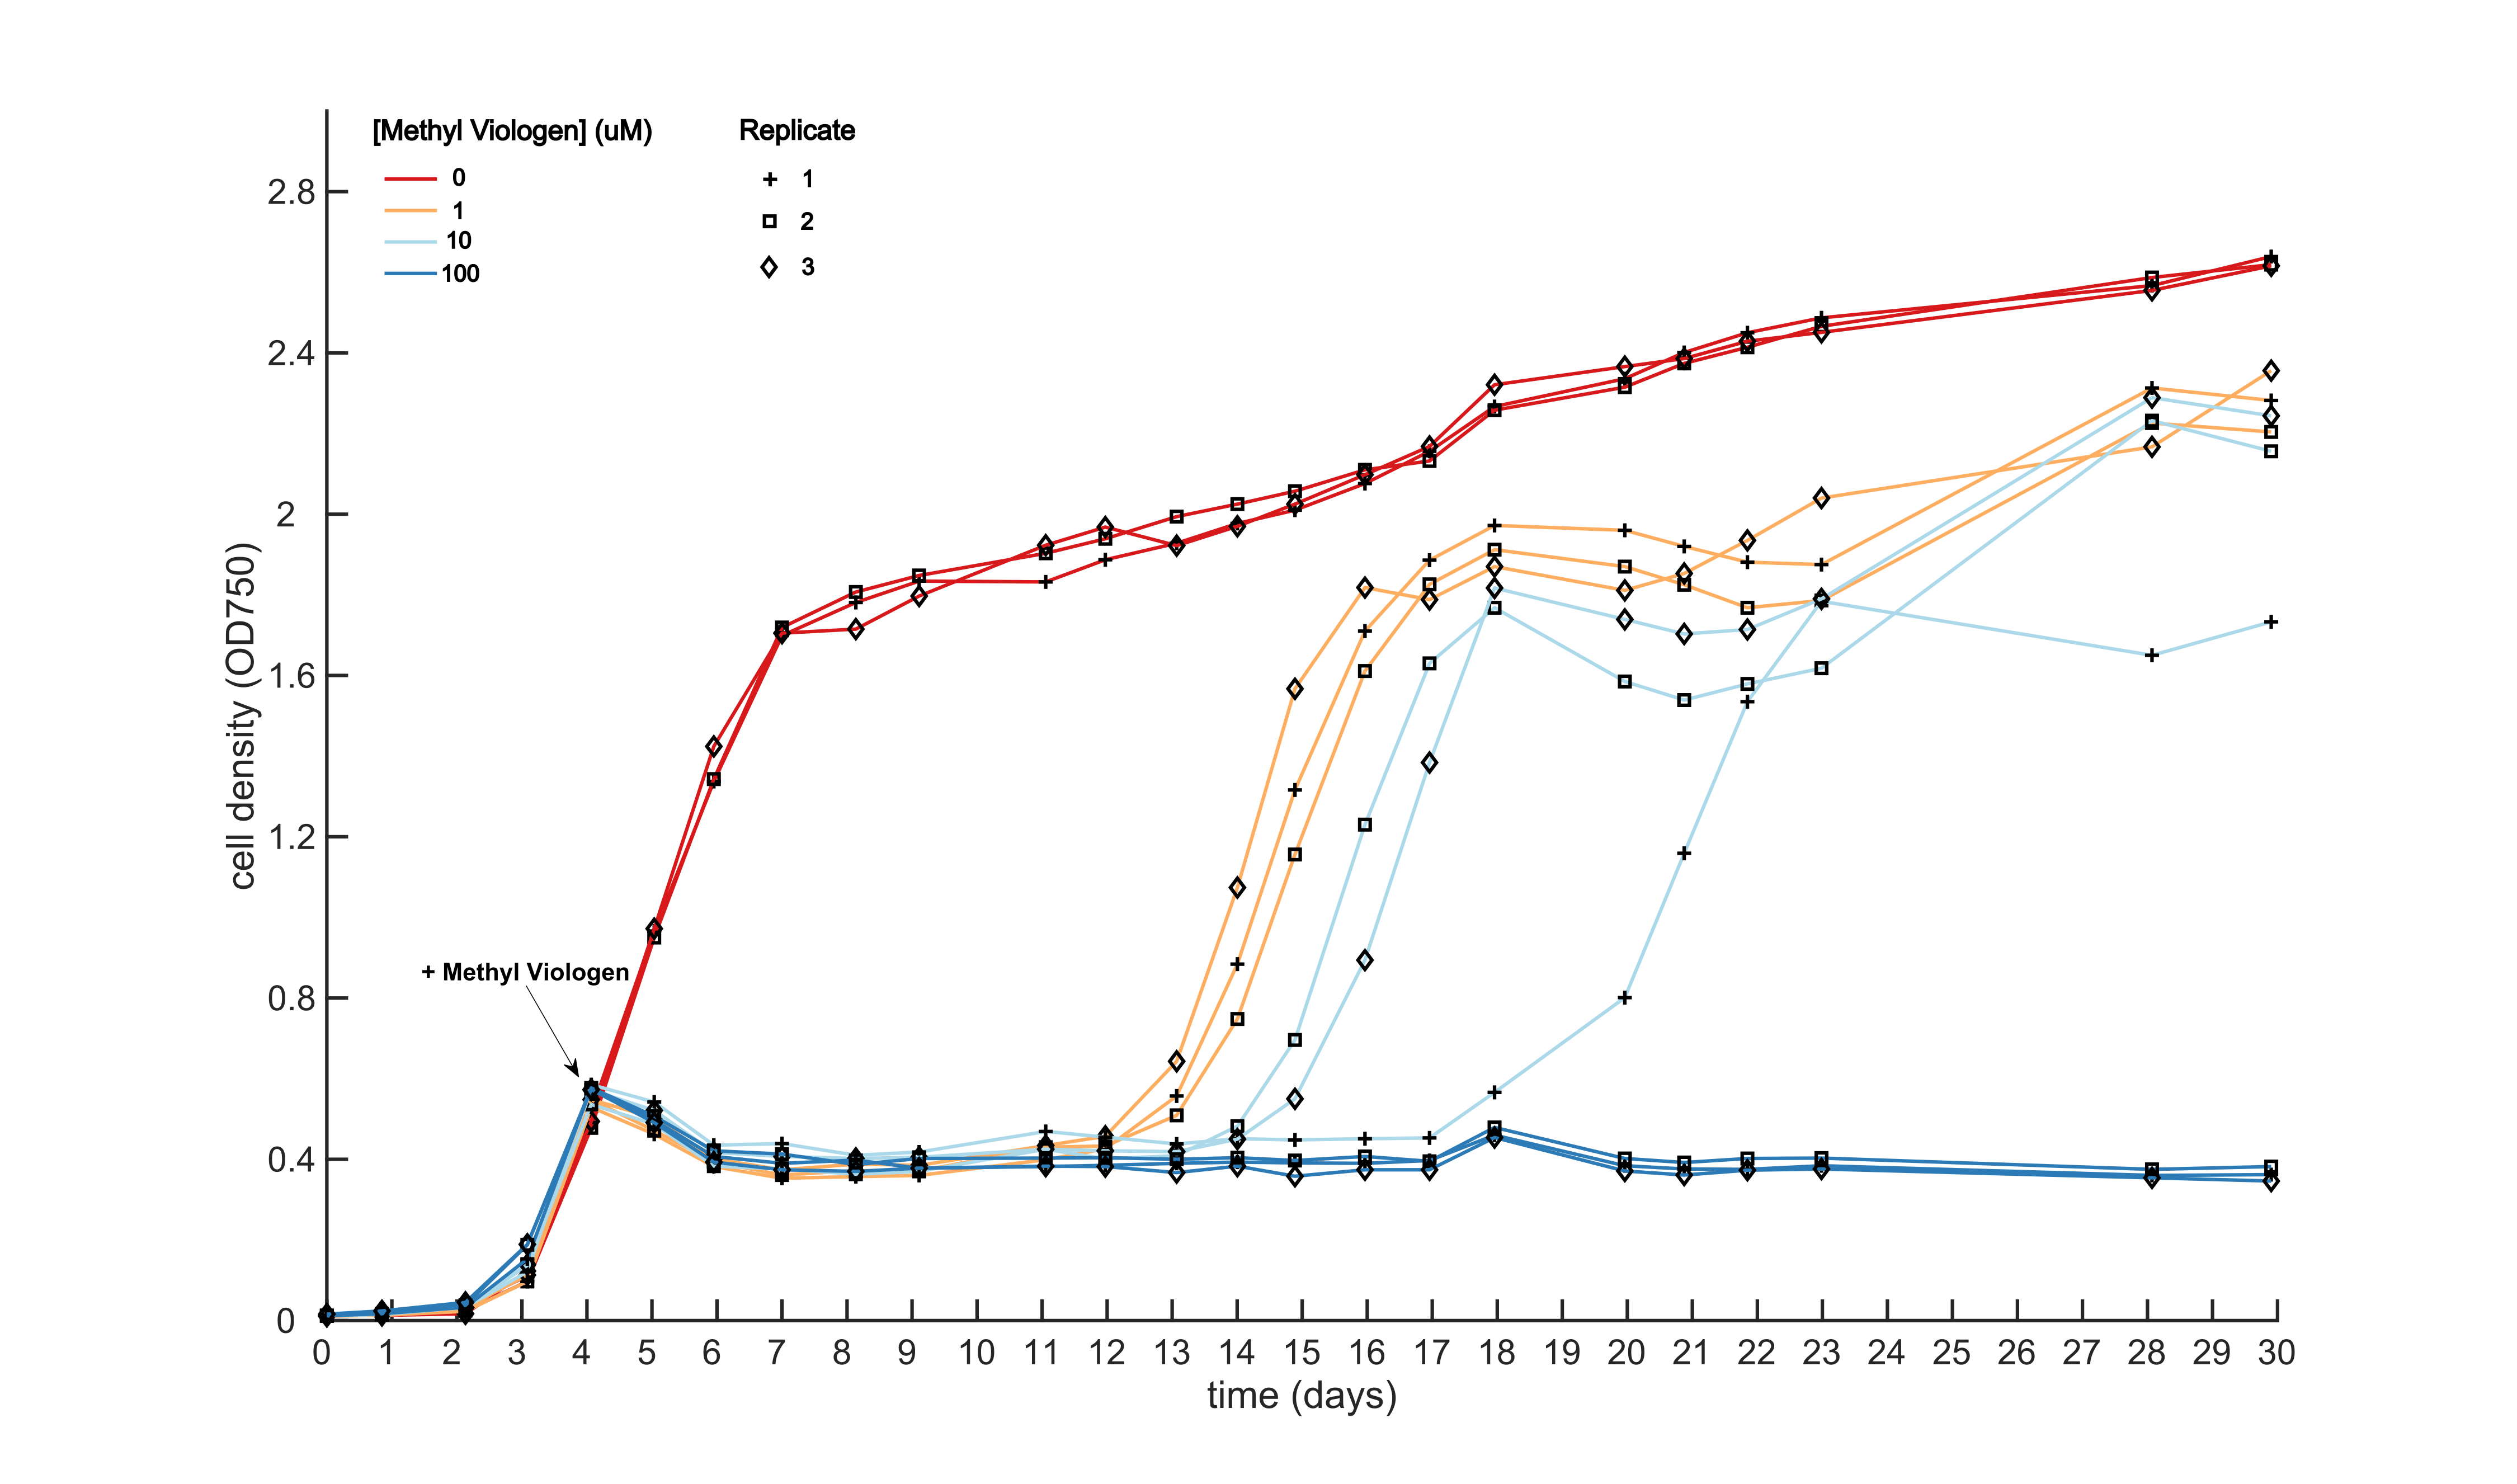 [Methyl Viologen] (uM)
0
1
10
100
Replicate
1
2
3
2.8
2.4
2
1.6
1.2
0.8
0.4
0
cell density (OD750)
+ Methyl Viologen
0 1 2 3 4 5 6 7 8 9 10 11 12 13 14 15 16 17 18 19 20 21 22 23 24 25 26 27 28 29 30
time (days)